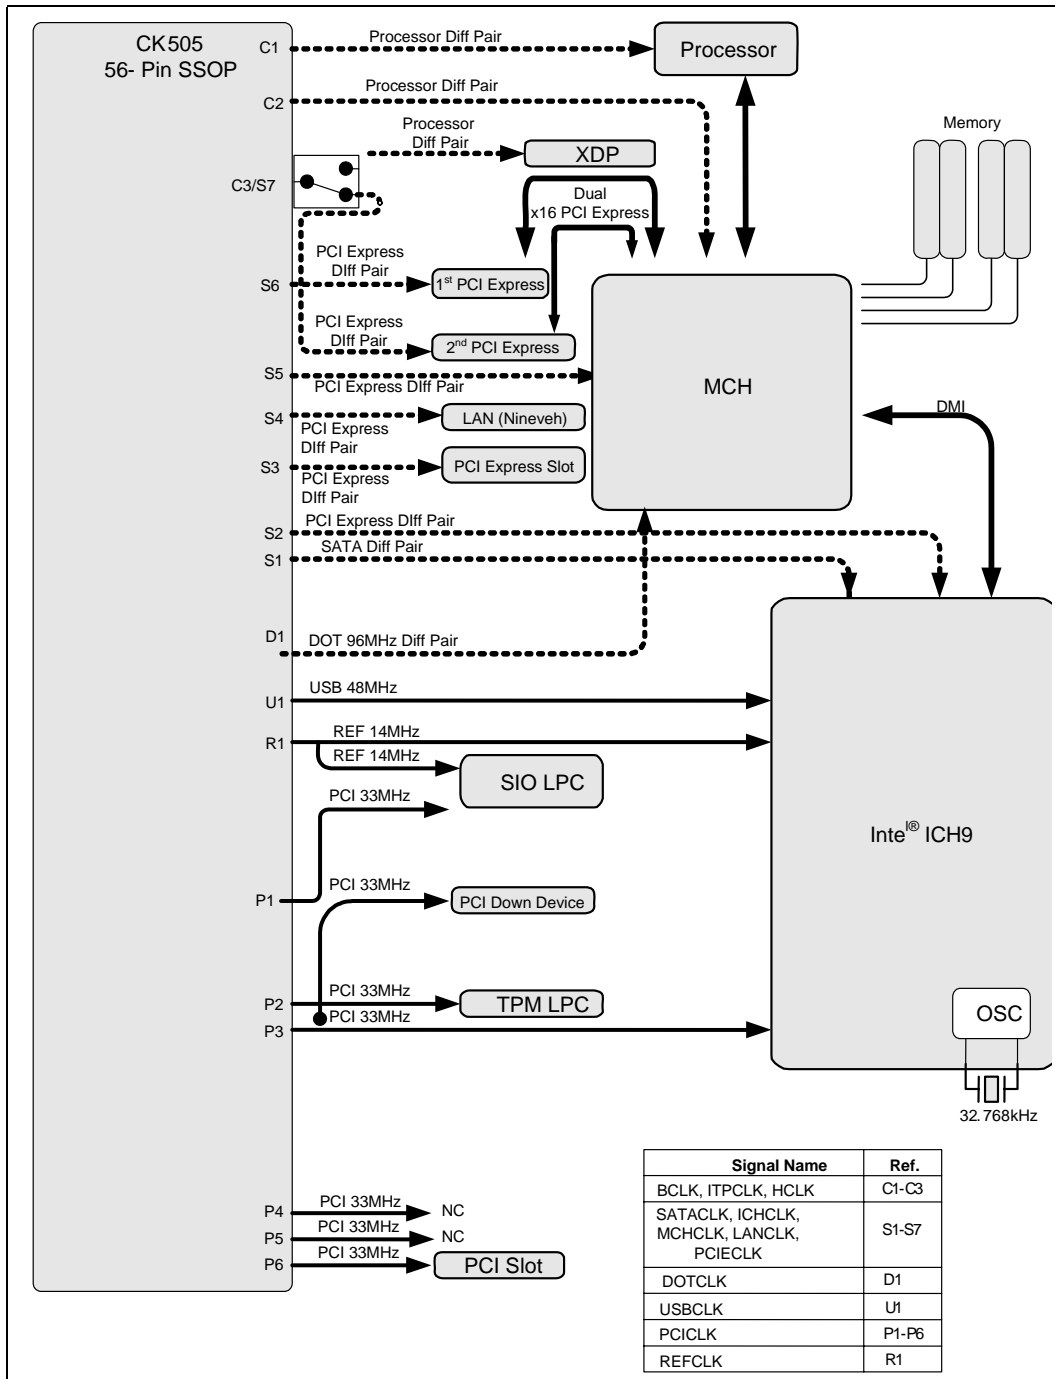 CK505
56- Pin SSOP
C1
Processor Diff Pair
Processor
C2
Processor Diff Pair
Memory
Processor
Diff Pair
XDP
C3/S7
Dual
x16 PCI Express
PCI Express
DIff Pair
S6
1st PCI Express
PCI Express
DIff Pair
2nd PCI Express
S5
PCI Express DIff Pair
MCH
S4
LAN (Nineveh)
DMI
PCI Express
DIff Pair
S3
PCI Express Slot
PCI Express
DIff Pair
S2
PCI Express DIff Pair
S1
SATA Diff Pair
D1
DOT 96MHz Diff Pair
U1
USB 48MHz
R1
REF 14MHz
REF 14MHz
SIO LPC
PCI 33MHz
Intel® ICH9
P1
PCI 33MHz
PCI Down Device
P2
PCI 33MHz
TPM LPC
P3
PCI 33MHz
OSC
32.768kHz
P4
PCI 33MHz
NC
P5
PCI 33MHz
NC
P6
PCI 33MHz
PCI Slot
Signal Name Ref.
BCLK, ITPCLK, HCLK C1-C3
SATACLK, ICHCLK,
MCHCLK, LANCLK,
PCIECLK
S1-S7
DOTCLK D1
USBCLK U1
PCICLK P1-P6
REFCLK R1